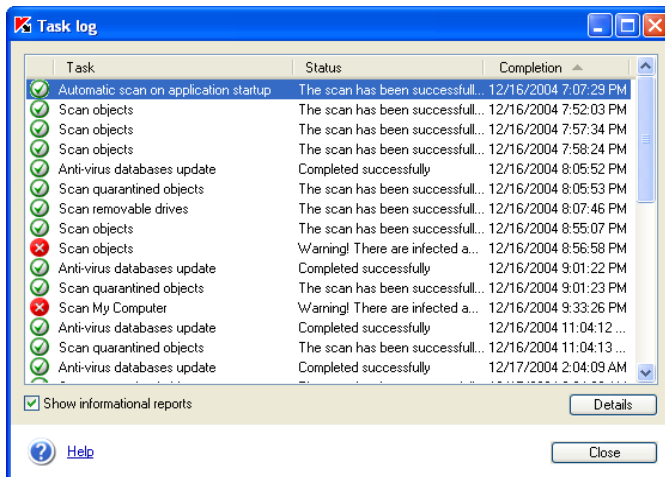 Task log
Task Status Completion
Automatic scan on application startup The scan has been successfull... 12/16/2004 7:07:29 PM
Scan objects The scan has been successfull... 12/16/2004 7:52:03 PM
Scan objects The scan has been successfull... 12/16/2004 7:57:34 PM
Scan objects The scan has been successfull... 12/16/2004 7:58:24 PM
Anti-virus databases update Completed successfully 12/16/2004 8:05:52 PM
Scan quarantined objects The scan has been successfull... 12/16/2004 8:05:53 PM
Scan removable drives The scan has been successfull... 12/16/2004 8:07:46 PM
Scan objects The scan has been successfull... 12/16/2004 8:55:07 PM
Scan objects Warning! There are infected a... 12/16/2004 8:56:58 PM
Anti-virus databases update Completed successfully 12/16/2004 9:01:22 PM
Scan quarantined objects The scan has been successfull... 12/16/2004 9:01:23 PM
Scan My Computer Warning! There are infected a... 12/16/2004 9:33:26 PM
Anti-virus databases update Completed successfully 12/16/2004 11:04:12 ...
Scan quarantined objects The scan has been successfull... 12/16/2004 11:04:13 ...
Anti-virus databases update Completed successfully 12/17/2004 2:04:09 AM
Show informational reports Details
Help Close